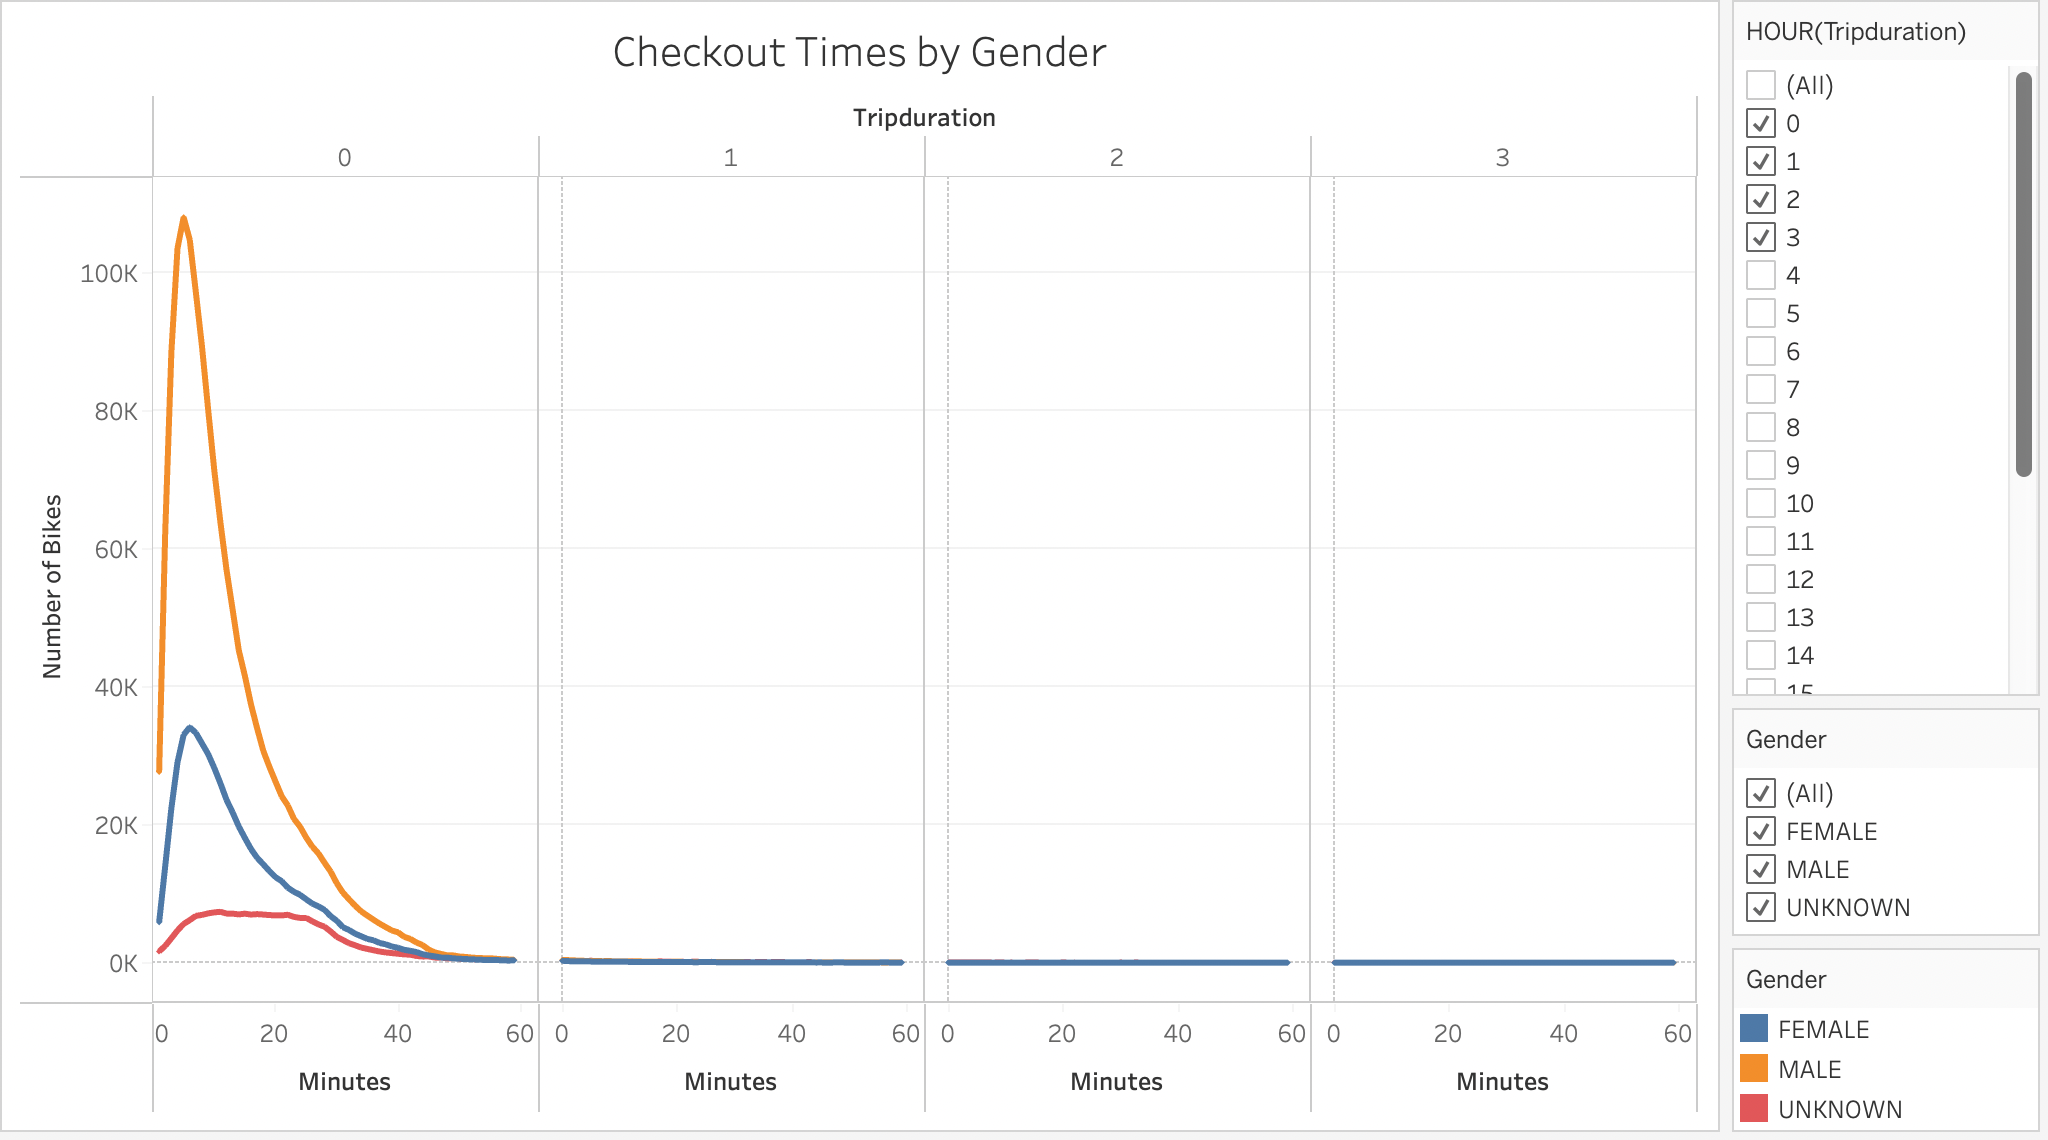 Checkout Times by Gender
Tripduration
0 1 2 3
100K
80K
60K
40K
20K
0K
Number of Bikes
0 20 40 60 0 20 40 60 0 20 40 60 0 20 40 60
Minutes Minutes Minutes Minutes
HOUR(Tripduration)
(All)
0
1
2
3
4
5
6
7
8
9
10
11
12
13
14
15
Gender
(All)
FEMALE
MALE
UNKNOWN
Gender
FEMALE
MALE
UNKNOWN